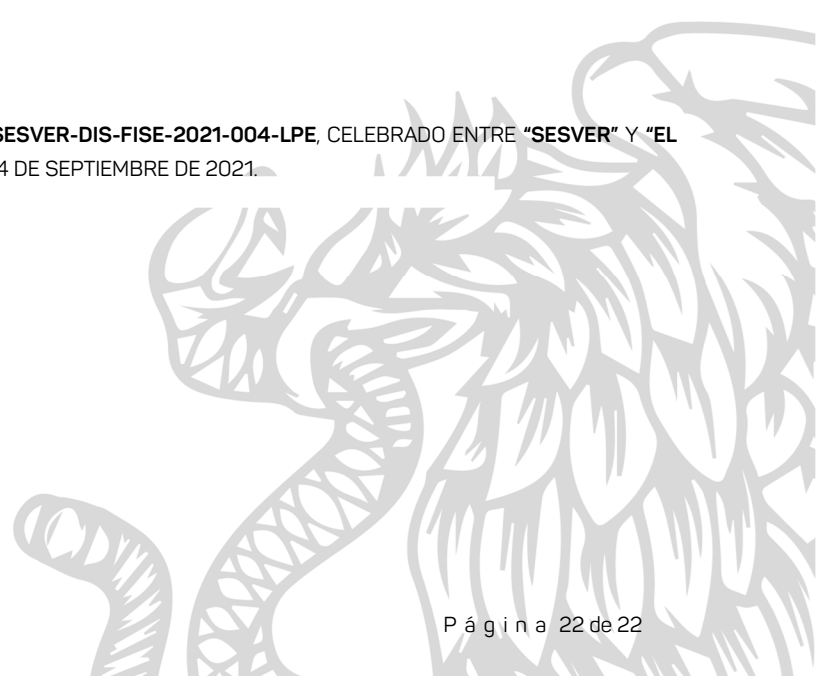 SESVER-DIS-FISE-2021-004-LPE, CELEBRADO ENTRE “SESVER” Y “EL
4 DE SEPTIEMBRE DE 2021.
P á g i n a 22 de 22